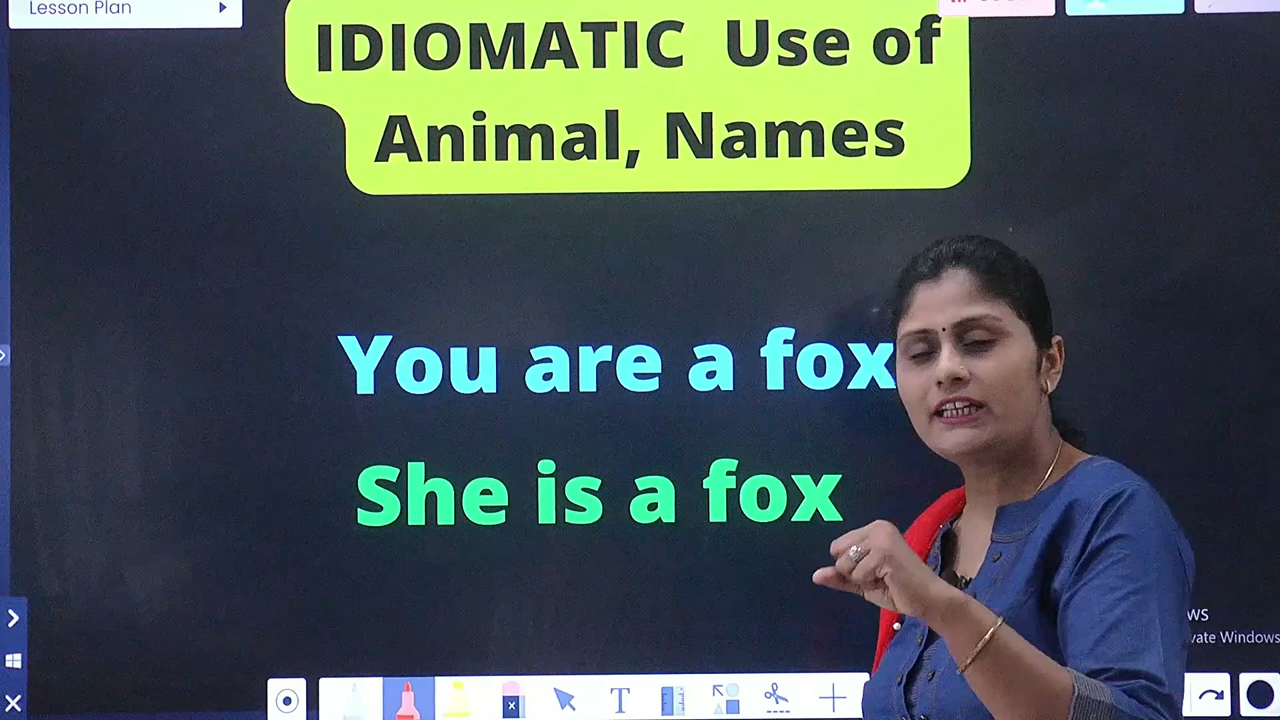 Lesson Plan
IDIOMATIC Use of
Animal, Names
You are a fox
She is a fox
T